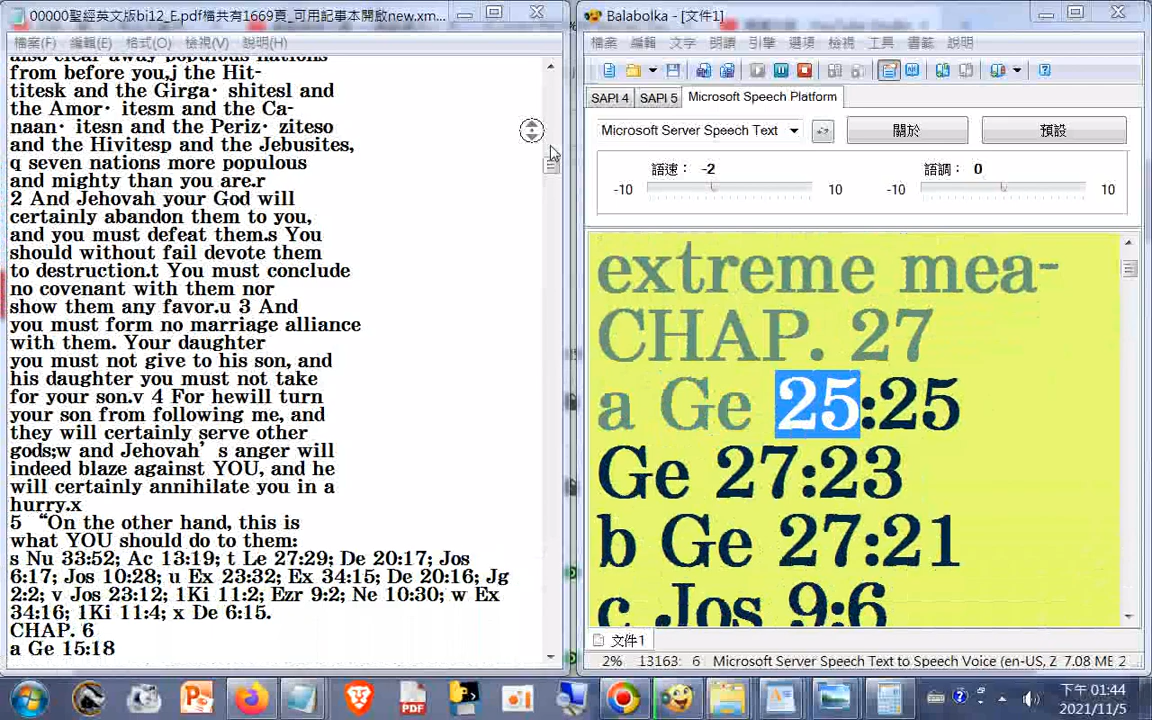 00000聖經英文版bi12_E.pdf檔共有1669頁_可用記事本開啟new.xm...
檔案(F) 編輯(E) 格式(O) 檢視(V) 說明(H)
also clear away populous nations
from before you,j the Hit-
titesk and the Girga· shitesl and
the Amor· itesm and the Ca-
naan· itesn and the Periz· ziteso
and the Hivitesp and the Jebusites,
q seven nations more populous
and mighty than you are.r
2 And Jehovah your God will
certainly abandon them to you,
and you must defeat them.s You
should without fail devote them
to destruction.t You must conclude
no covenant with them nor
show them any favor.u 3 And
you must form no marriage alliance
with them. Your daughter
you must not give to his son, and
his daughter you must not take
for your son.v 4 For hewill turn
your son from following me, and
they will certainly serve other
gods;w and Jehovah’s anger will
indeed blaze against YOU, and he
will certainly annihilate you in a
hurry.x
5 “On the other hand, this is
what YOU should do to them:
s Nu 33:52; Ac 13:19; t Le 27:29; De 20:17; Jos
6:17; Jos 10:28; u Ex 23:32; Ex 34:15; De 20:16; Jg
2:2; v Jos 23:12; 1Ki 11:2; Ezr 9:2; Ne 10:30; w Ex
34:16; 1Ki 11:4; x De 6:15.
CHAP. 6
a Ge 15:18
Balabolka - [文件1]
檔案 編輯 文字 朗讀 引擎 選項 檢視 工具 書籤 說明
SAPI 4 SAPI 5 Microsoft Speech Platform
Microsoft Server Speech Text 關於 預設
語速： -2 語調： 0
-10 10 -10 10
extreme mea-
CHAP. 27
a Ge 25:25
Ge 27:23
b Ge 27:21
c Jos 9:6
文件1
2% 13163: 6 Microsoft Server Speech Text to Speech Voice (en-US, Z 7.08 ME 2
下午 01:44
2021/11/5